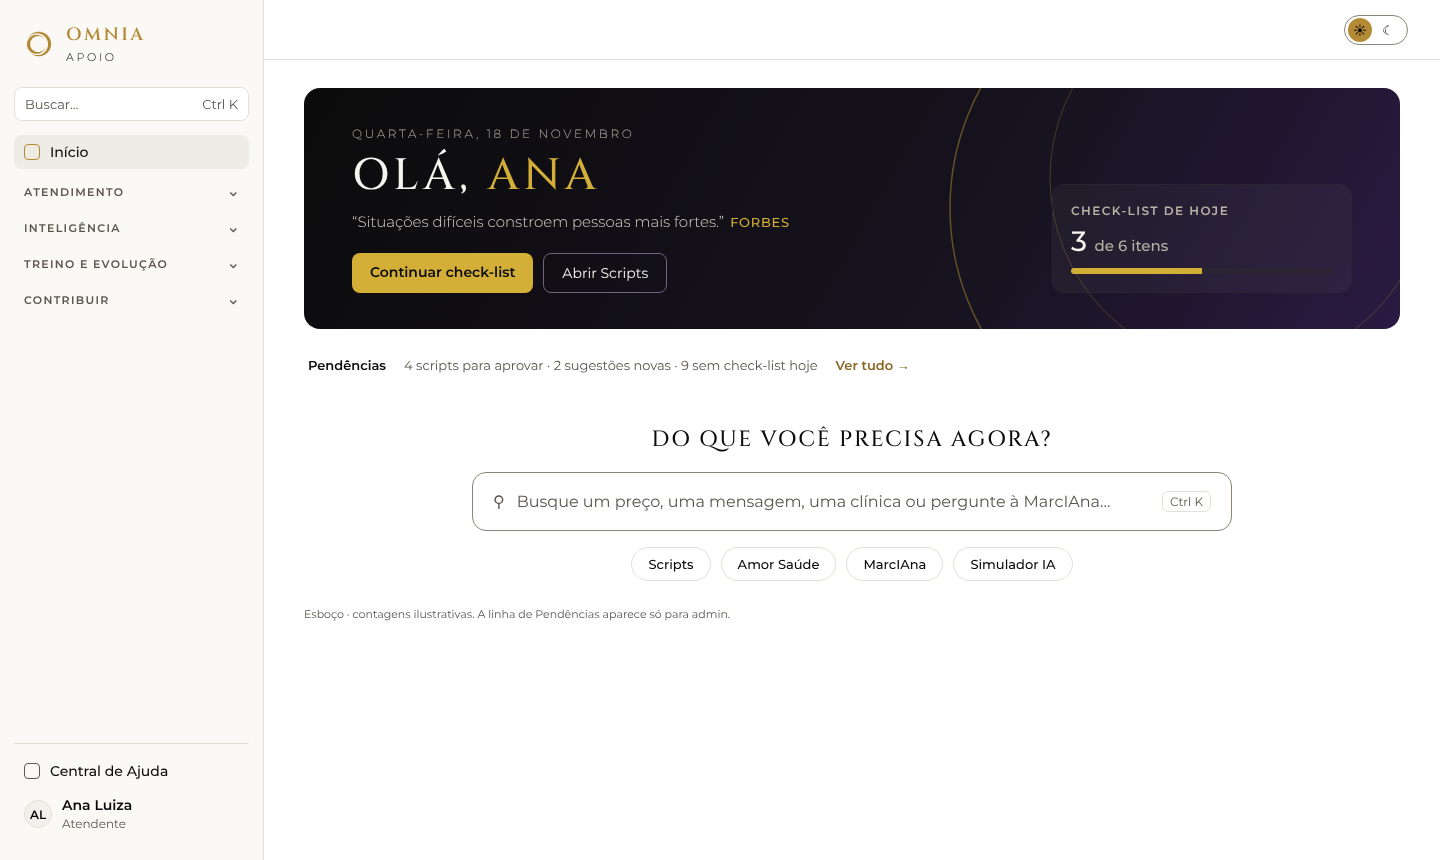 OMNIA
APOIO
Buscar... Ctrl K
Início
ATENDIMENTO
INTELIGÊNCIA
TREINO E EVOLUÇÃO
CONTRIBUIR
Central de Ajuda
AL
Ana Luiza
Atendente
QUARTA-FEIRA, 18 DE NOVEMBRO
OLÁ, ANA
“Situações difíceis constroem pessoas mais fortes.” FORBES
Continuar check-list Abrir Scripts
CHECK-LIST DE HOJE
3 de 6 itens
Pendências 4 scripts para aprovar · 2 sugestões novas · 9 sem check-list hoje Ver tudo →
DO QUE VOCÊ PRECISA AGORA?
Busque um preço, uma mensagem, uma clínica ou pergunte à MarcIAna... Ctrl K
Scripts Amor Saúde MarcIAna Simulador IA
Esboço · contagens ilustrativas. A linha de Pendências aparece só para admin.